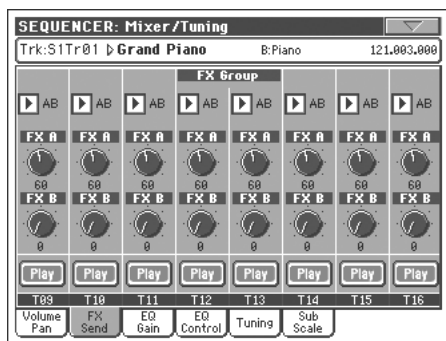 SEQUENCER: Mixer/Tuning
Trk:S1Tr01 Grand Piano B:Piano 121.003.000
FX Group
AB AB AB AB AB AB AB AB
FX A FX A FX A FX A FX A FX A FX A FX A
60 60 60 60 60 60 60 60
FX B FX B FX B FX B FX B FX B FX B FX B
0 0 0 0 0 0 0 0
Play Play Play Play Play Play Play Play
T09 T10 T11 T12 T13 T14 T15 T16
Volume Pan FX Send EQ Gain EQ Control Tuning Sub Scale